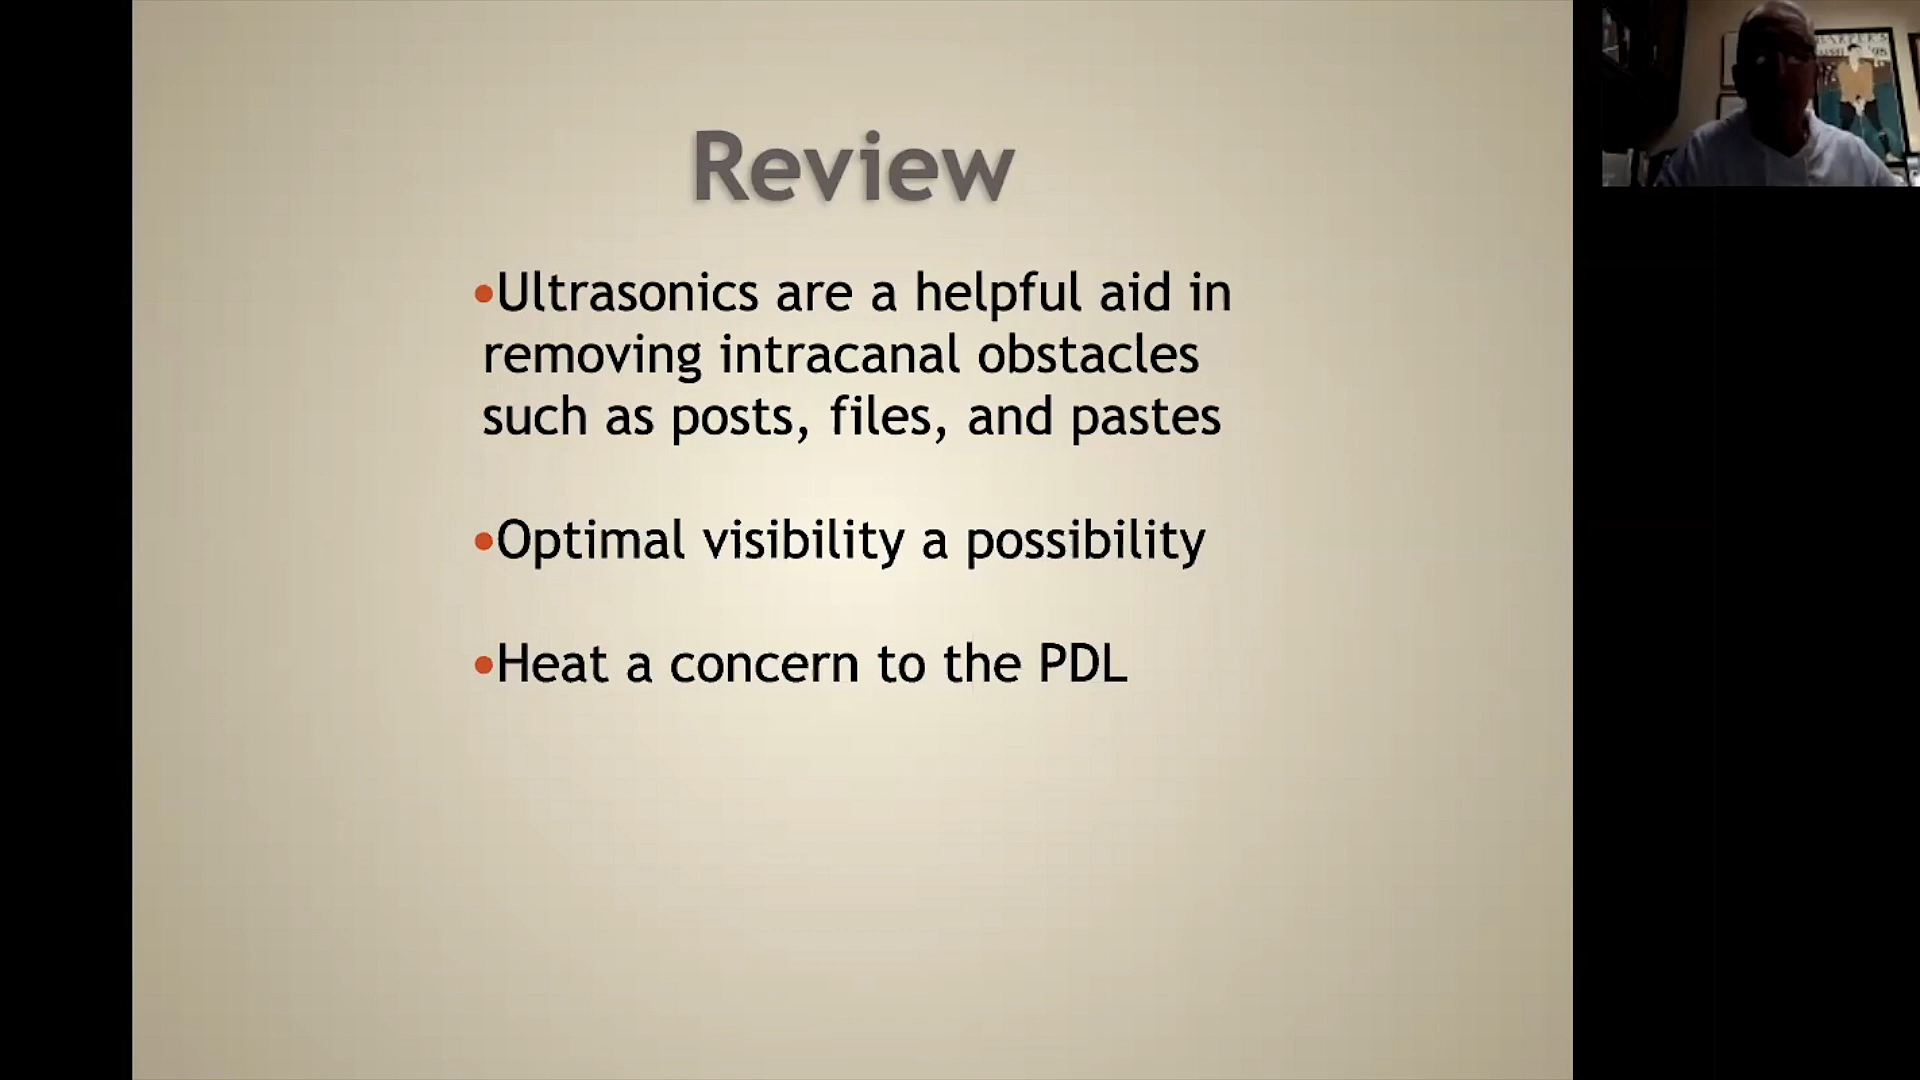 Review
•Ultrasonics are a helpful aid in
removing intracanal obstacles
such as posts, files, and pastes
•Optimal visibility a possibility
•Heat a concern to the PDL
HARPER'S